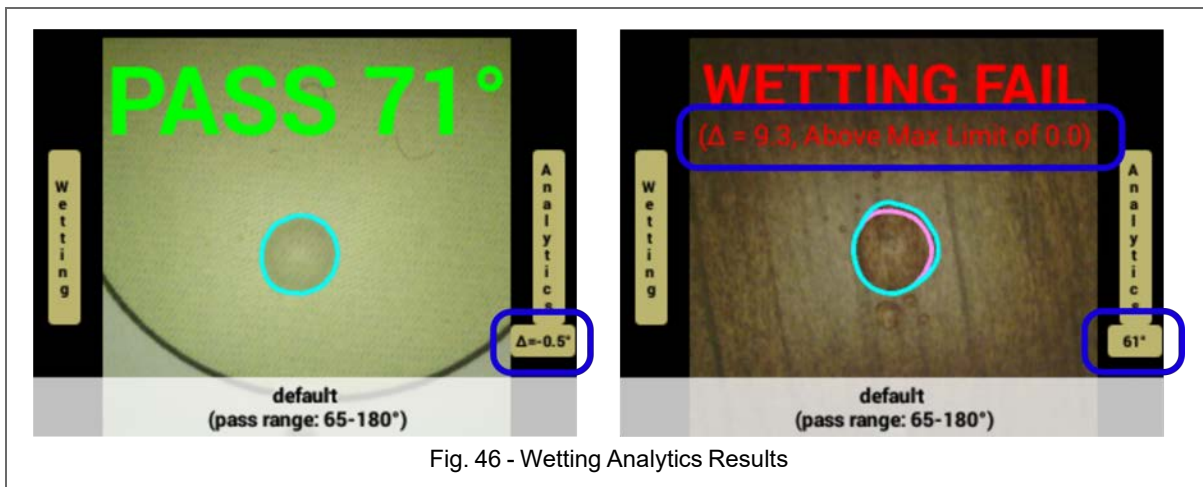 PASS 71°
Wetting
Analytics
Δ=-0.5°
default
(pass range: 65-180°)
WETTING FAIL
(Δ = 9.3, Above Max Limit of 0.0)
Wetting
Analytics
61°
default
(pass range: 65-180°)
Fig. 46 - Wetting Analytics Results